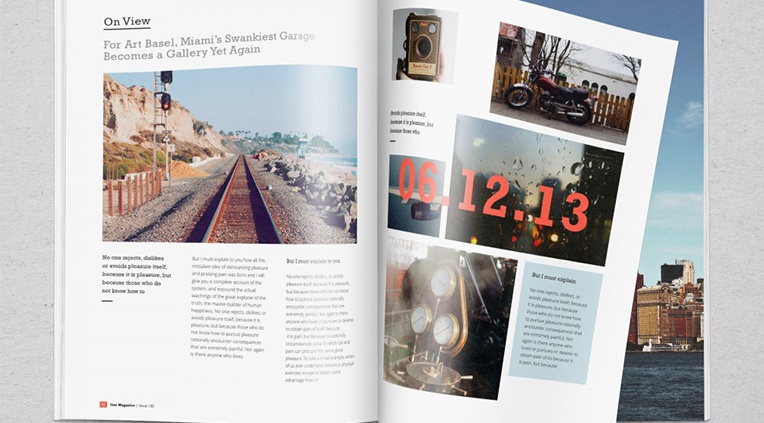 On View
For Art Basel, Miami's Swankiest Garage
Becomes a Gallery Yet Again
No one rejects, dislikes
or avoids pleasure itself,
because it is pleasure, but
because those who do
not know how to
But I must explain to you how all this
mistaken idea of denouncing pleasure
and praising pain was born and I will
give you a complete account of the
system, and expound the actual
teachings of the great explorer of the
truth, the master-builder of human
happiness. No one rejects, dislikes, or
avoids pleasure itself, because it is
pleasure, but because those who do
not know how to pursue pleasure
rationally encounter consequences
that are extremely painful. Nor again
is there anyone who loves
But I must explain to you
No one rejects, dislikes, or avoids
pleasure itself, because it is pleasure,
but because those who do not know
how to pursue pleasure rationally
encounter consequences that are
extremely painful. Nor again is there
anyone who loves or pursues or desires
to obtain pain of itself, because
it is pain, but because occasionally
circumstances occur in which toil and
pain can procure him some great
pleasure. To take a trivial example, which
of us ever undertakes laborious physical
exercise, except to obtain some
advantage from it?
One Magazine | Issue 132
Avoids pleasure itself,
because it is pleasure, but
because those who
06.12.13
But I must explain
No one rejects, dislikes, or
avoids pleasure itself, because
it is pleasure, but because
those who do not know how
to pursue pleasure rationally
encounter consequences that
are extremely painful. Nor
again is there anyone who
loves or pursues or desires, to
obtain pain of its because it
is pain, but because